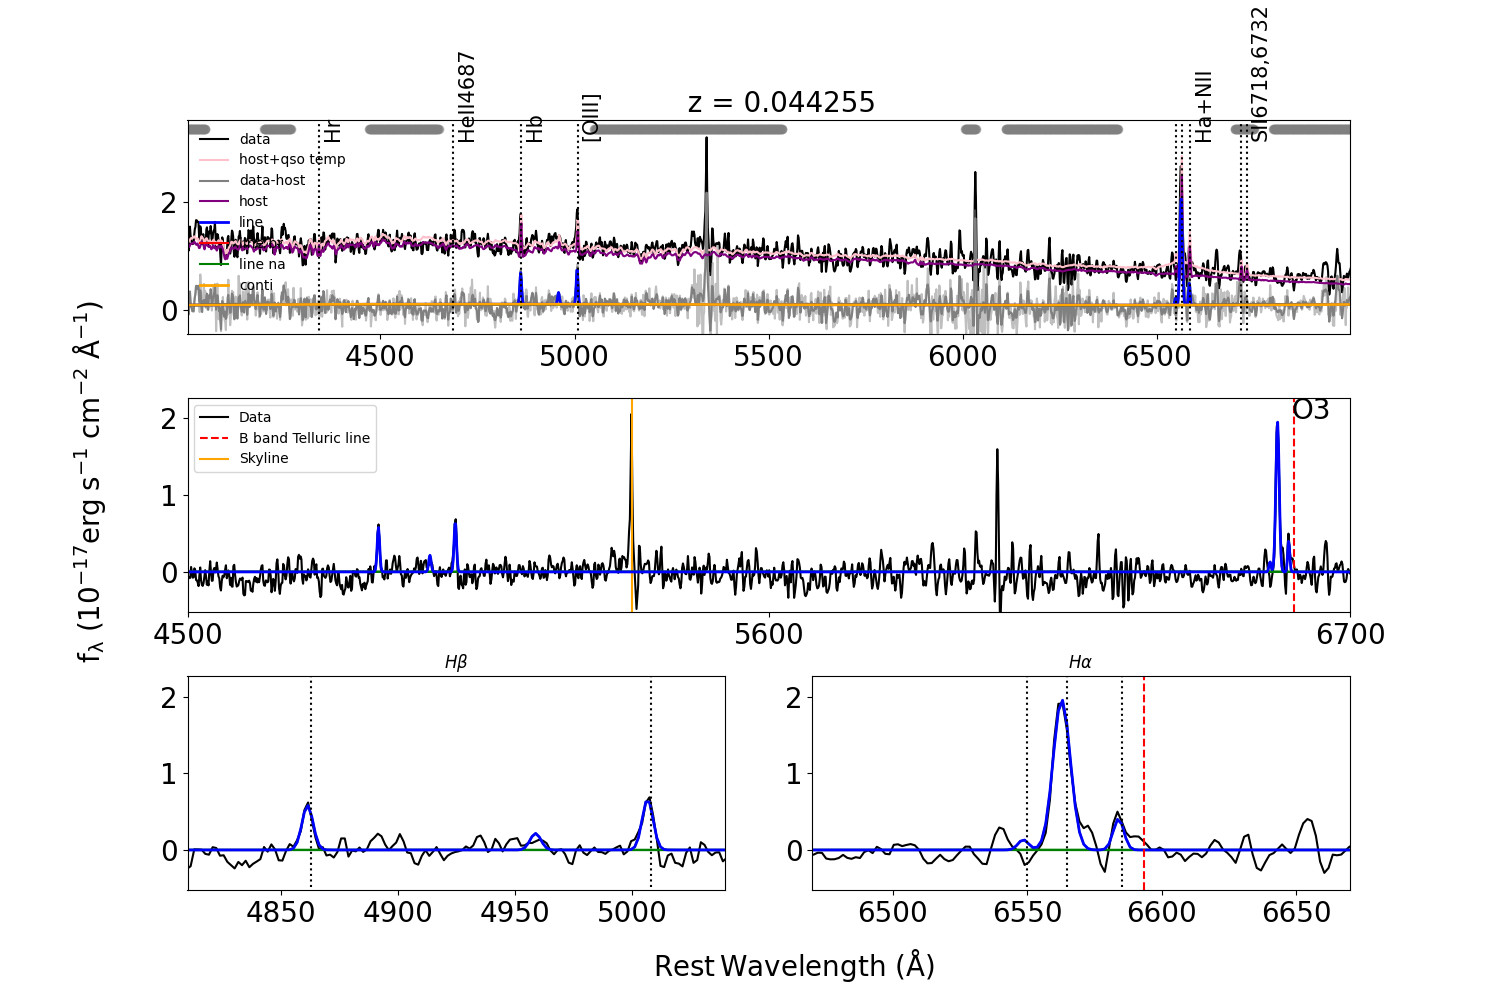 z = 0.044255
Hr
HeII4687
Hb
[OIII]
Ha+NII
SII6718,6732
data
host+qso temp
data-host
host
line
line na
conti
2
0
4500
5000
5500
6000
6500
Data
B band Telluric line
Skyline
O3
2
1
0
4500
5600
6700
fλ (10⁻¹⁷erg s⁻¹ cm⁻² Å⁻¹)
Hβ
2
1
0
4850
4900
4950
5000
Hα
2
1
0
6500
6550
6600
6650
Rest Wavelength (Å)